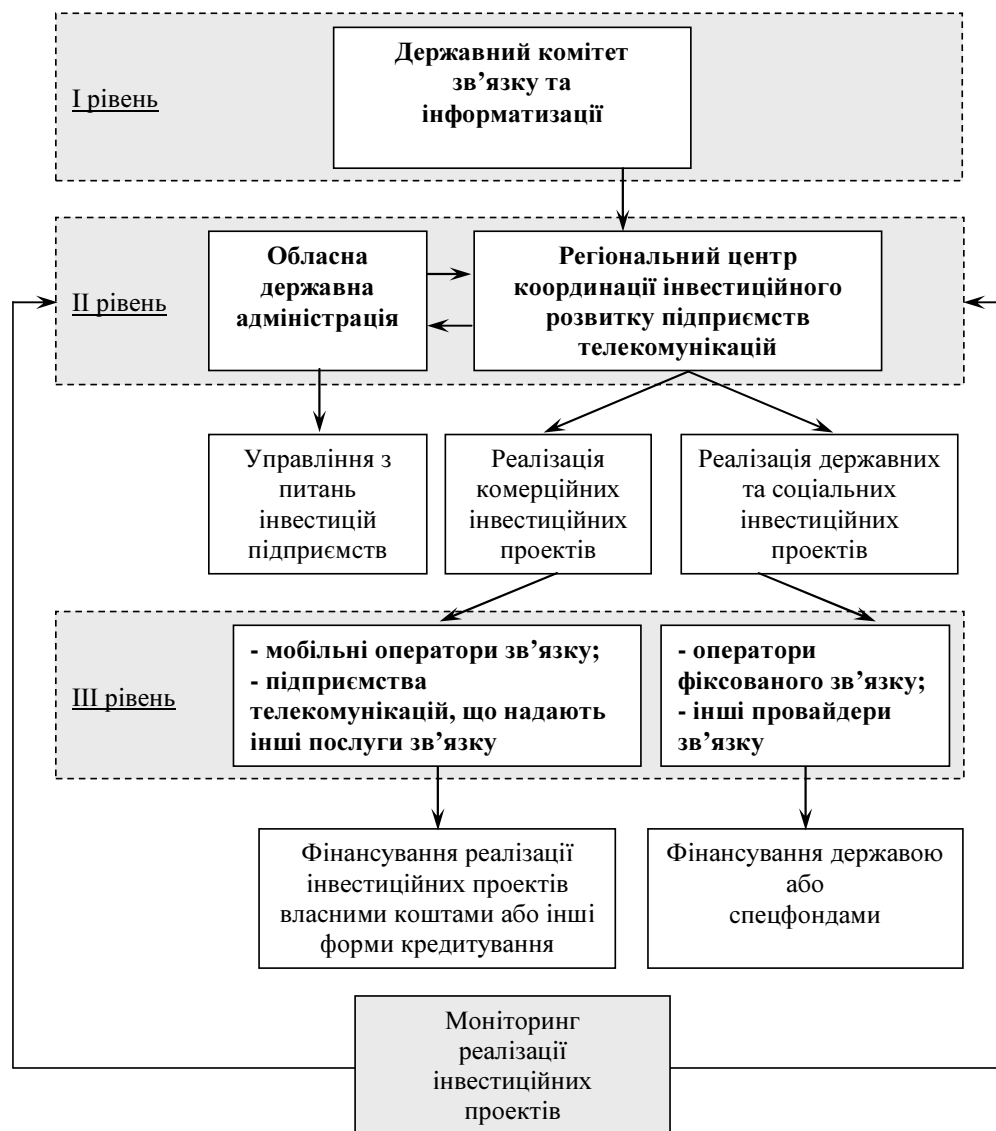 Державний комітет
зв’язку та
інформатизації
І рівень
Обласна
державна
адміністрація
Регіональний центр
координації інвестиційного
розвитку підприємств
телекомунікацій
ІІ рівень
Управління з
питань
інвестицій
підприємств
Реалізація
комерційних
інвестиційних
проектів
Реалізація державних
та соціальних
інвестиційних
проектів
- мобільні оператори зв’язку;
- підприємства
телекомунікацій, що надають
інші послуги зв’язку
- оператори
фіксованого зв’язку;
- інші провайдери
зв’язку
ІІІ рівень
Фінансування реалізації
інвестиційних проектів
власними коштами або інші
форми кредитування
Фінансування державою
або
спецфондами
Моніторинг
реалізації
інвестиційних
проектів